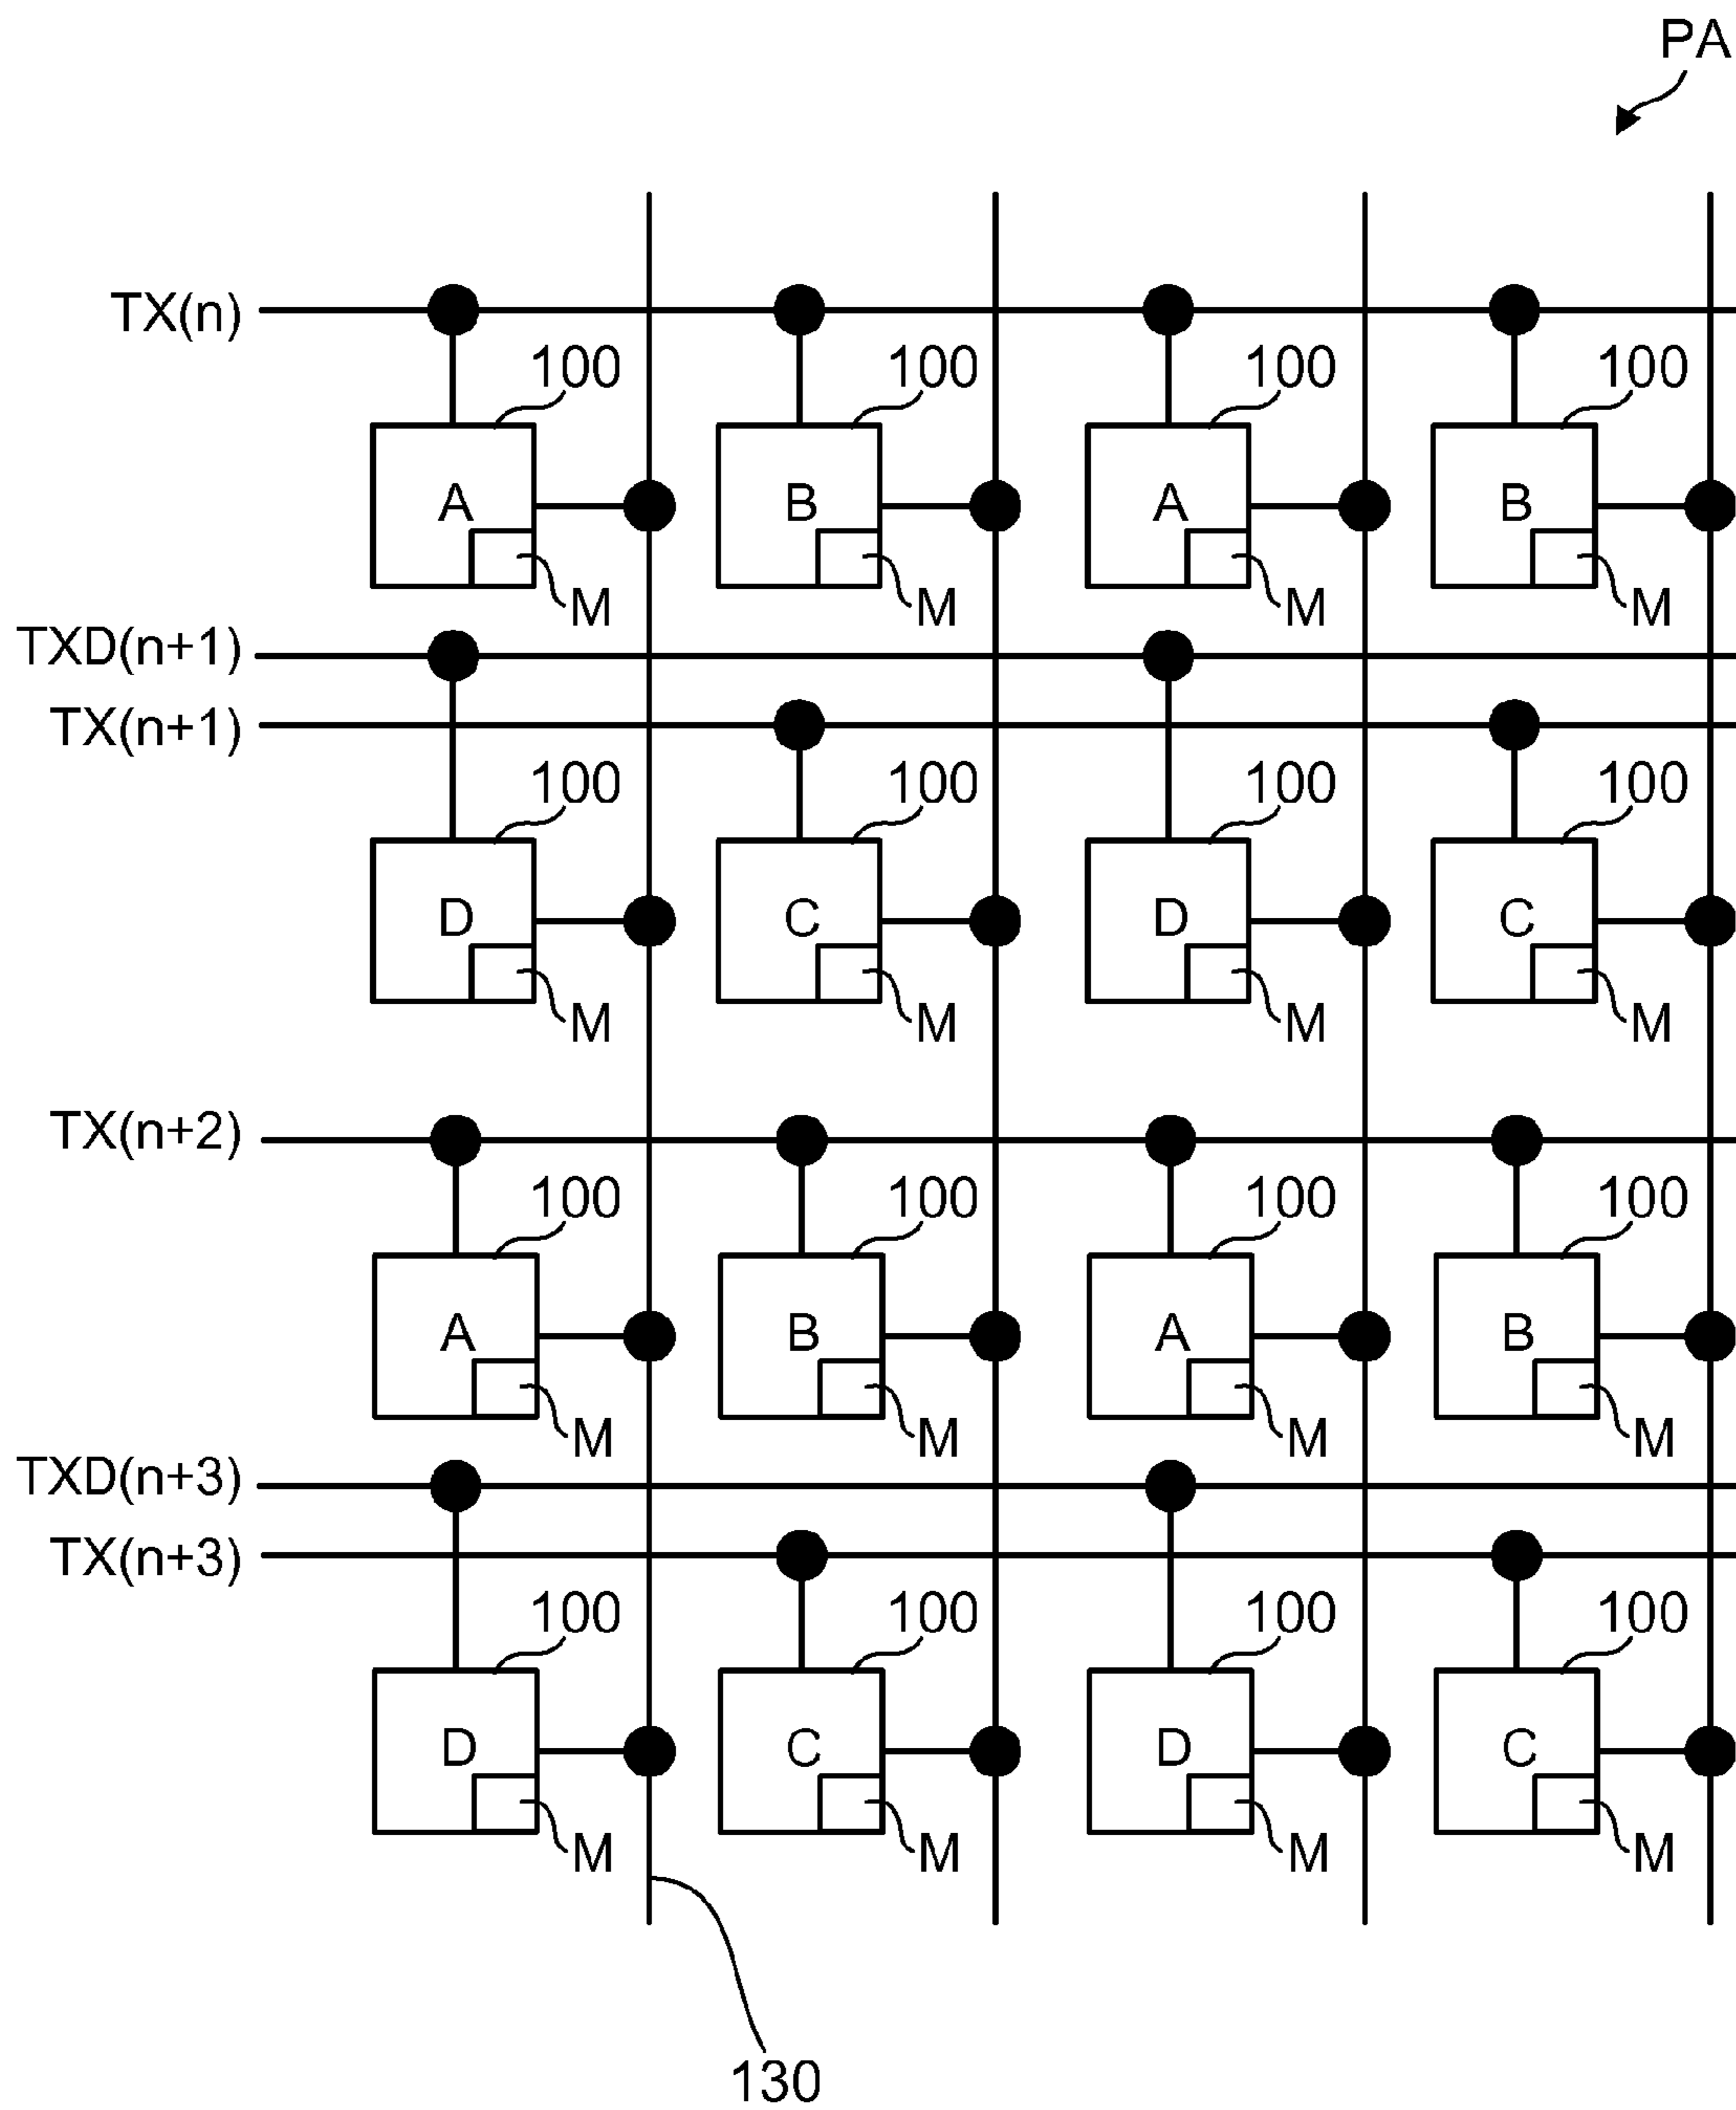 PA
TX(n)
100 100 100 100
A B A B
M M M M
TXD(n+1)
TX(n+1)
100 100 100 100
D C D C
M M M M
TX(n+2)
100 100 100 100
A B A B
M M M M
TXD(n+3)
TX(n+3)
100 100 100 100
D C D C
M M M M
130